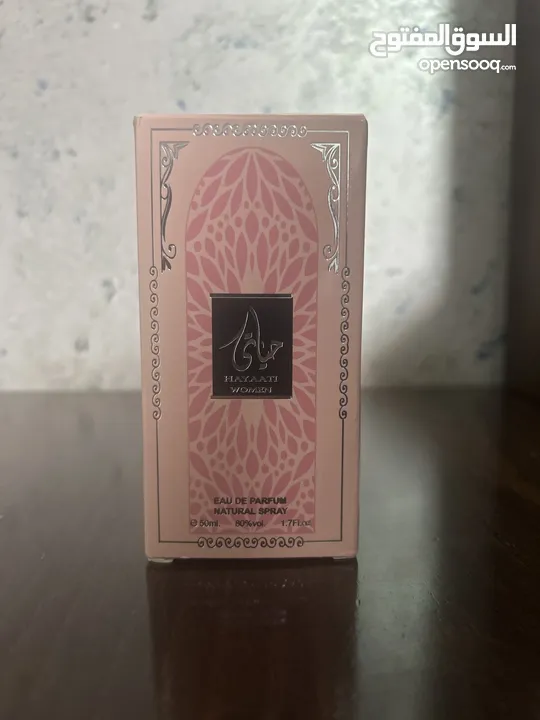 السوق المفتوح
opensooq.com
حياتي
HAYAATI
WOMEN
EAU DE PARFUM
NATURAL SPRAY
℮ 50ml. 80%vol. 1.7Fl.oz.